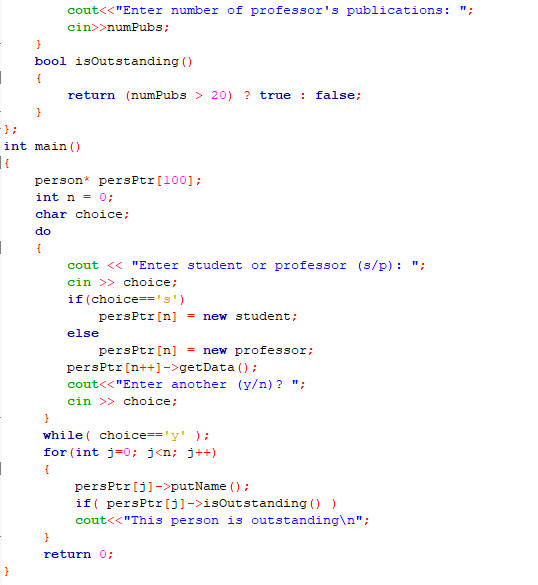 cout<<"Enter number of professor's publications: ";
cin>>numPubs;
}
bool isOutstanding()
{
return (numPubs > 20) ? true : false;
}
};
int main()
{
person* persPtr[100];
int n = 0;
char choice;
do
{
cout << "Enter student or professor (s/p): ";
cin >> choice;
if(choice=='s')
persPtr[n] = new student;
else
persPtr[n] = new professor;
persPtr[n++]->getData();
cout<<"Enter another (y/n)? ";
cin >> choice;
}
while( choice=='y' );
for(int j=0; j<n; j++)
{
persPtr[j]->putName();
if( persPtr[j]->isOutstanding() )
cout<<"This person is outstanding\n";
}
return 0;
}